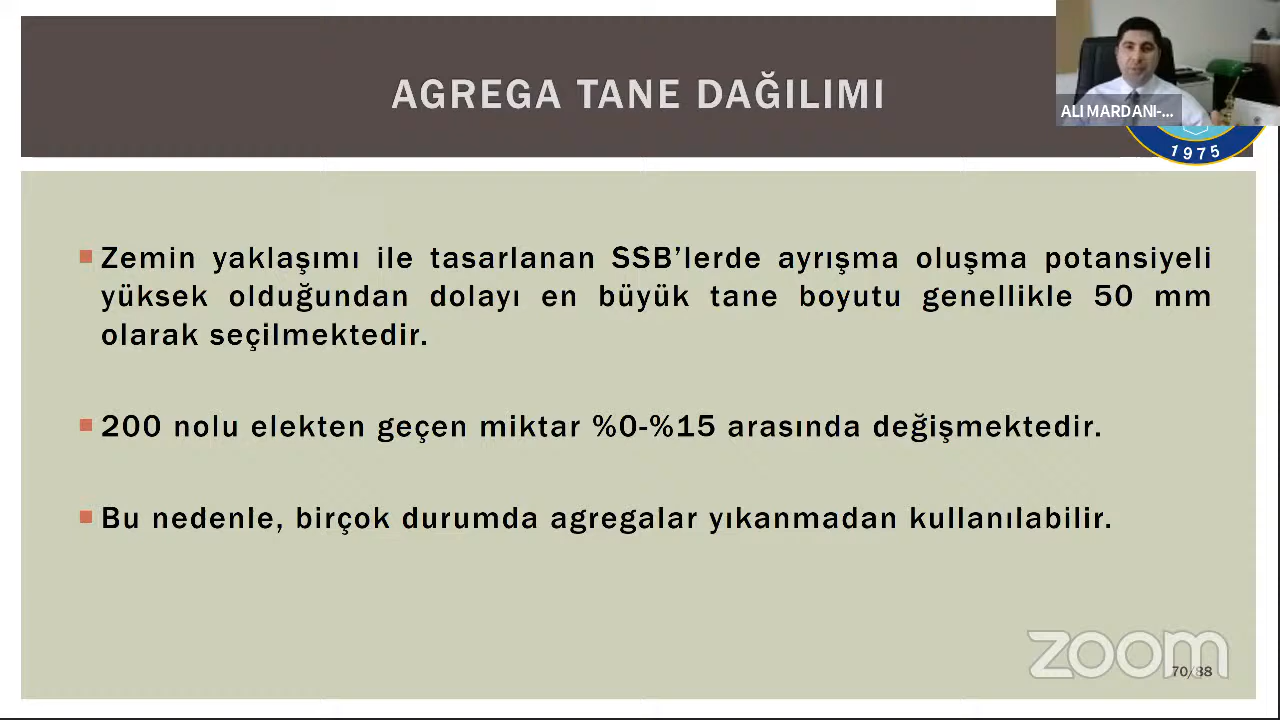 AGREGA TANE DAĞILIMI
ALI MARDANI-...
1975
Zemin yaklaşımı ile tasarlanan SSB’lerde ayrışma oluşma potansiyeli
yüksek olduğundan dolayı en büyük tane boyutu genellikle 50 mm
olarak seçilmektedir.
200 nolu elekten geçen miktar %0-%15 arasında değişmektedir.
Bu nedenle, birçok durumda agregalar yıkanmadan kullanılabilir.
zoom
70/88